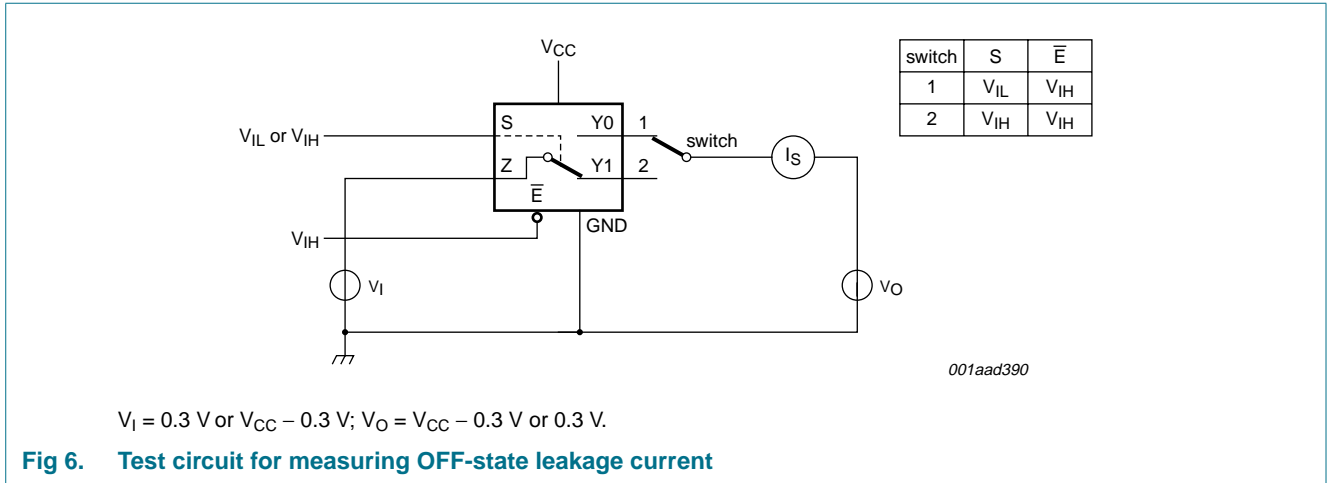 VCC
switch S E̅
1 VIL VIH
2 VIH VIH
VIL or VIH
S Y0 1
switch
IS
Z Y1 2
E̅
GND
VIH
VI
VO
001aad390
VI = 0.3 V or VCC − 0.3 V; VO = VCC − 0.3 V or 0.3 V.
Fig 6. Test circuit for measuring OFF-state leakage current